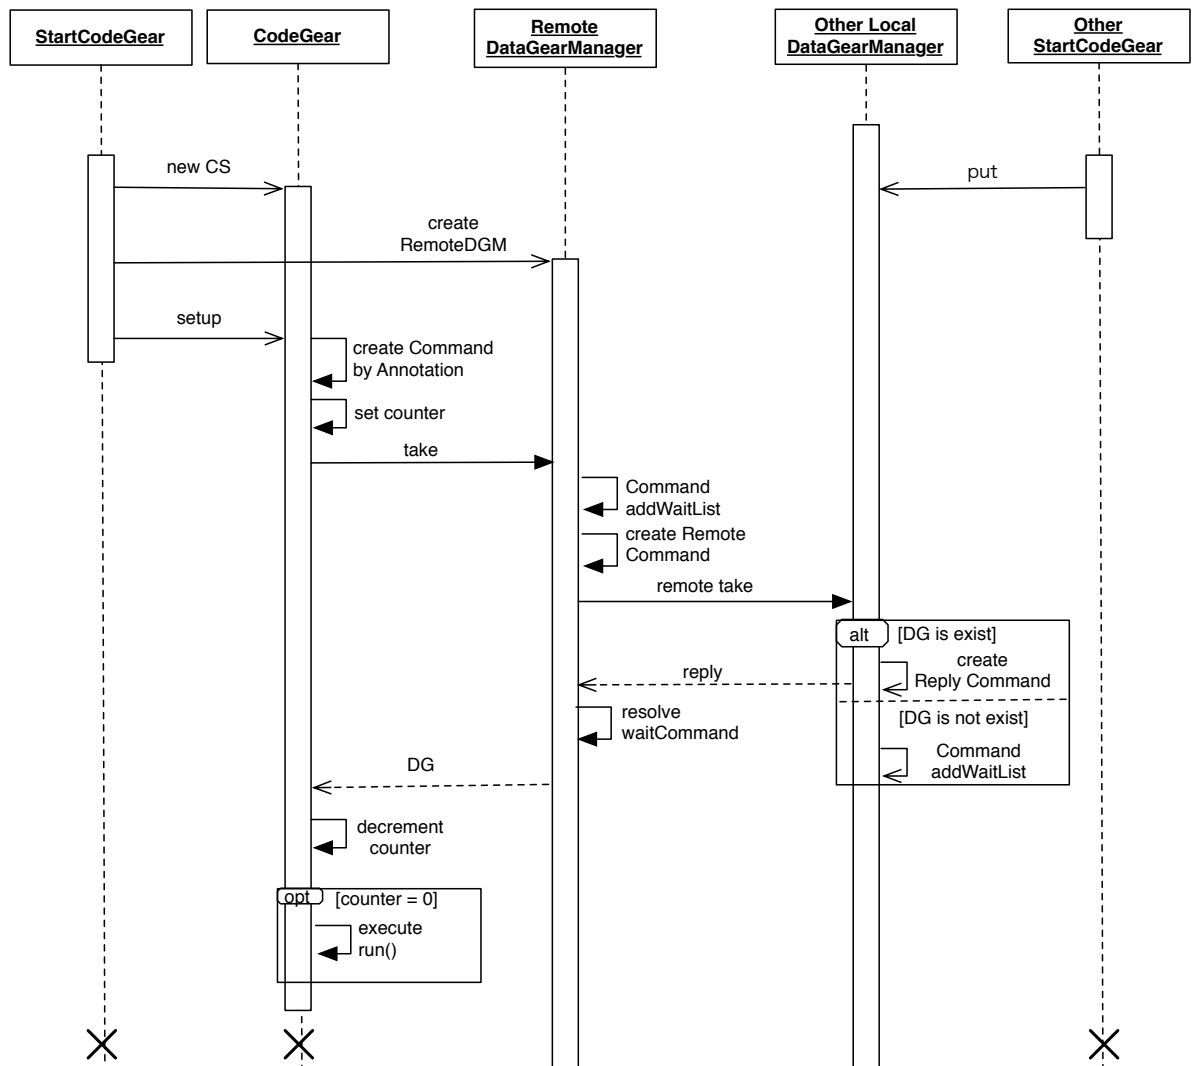 StartCodeGear
CodeGear
Remote
DataGearManager
Other Local
DataGearManager
Other
StartCodeGear
new CS
put
create
RemoteDGM
setup
create Command
by Annotation
set counter
take
Command
addWaitList
create Remote
Command
remote take
alt
[DG is exist]
create
Reply Command
reply
resolve
waitCommand
[DG is not exist]
Command
addWaitList
DG
decrement
counter
opt
[counter = 0]
execute
run()